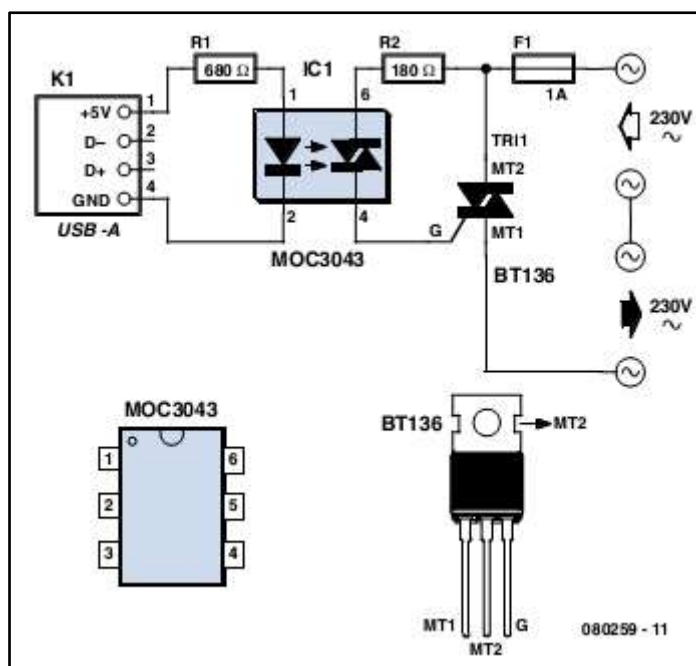 K1
+5V
D–
D+
GND
USB -A
1
2
3
4
R1
680 Ω
IC1
1
2
6
4
MOC3043
R2
180 Ω
F1
1A
230V
TRI1
MT2
G
MT1
BT136
230V
MOC3043
1
2
3
6
5
4
BT136
MT2
MT1
MT2
G
080259 - 11